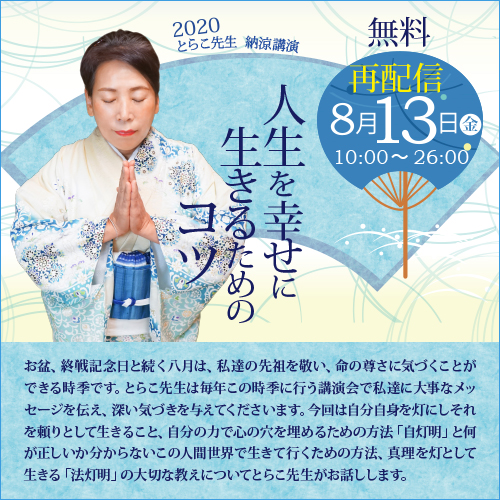 2020
とらこ先生 納涼講演
無料
再配信
8月13日㊎
10:00〜26:00
人生を幸せに
生きるための
コツ
お盆、終戦記念日と続く八月は、私達の先祖を敬い、命の尊さに気づくことが
できる時季です。とらこ先生は毎年この時季に行う講演会で私達に大事なメッ
セージを伝え、深い気づきを与えてくださいます。今回は自分自身を灯にしそれ
を頼りとして生きること、自分の力で心の穴を埋めるための方法「自灯明」と何
が正しいか分からないこの人間世界で生きて行くための方法、真理を灯として
生きる「法灯明」の大切な教えについてとらこ先生がお話しします。